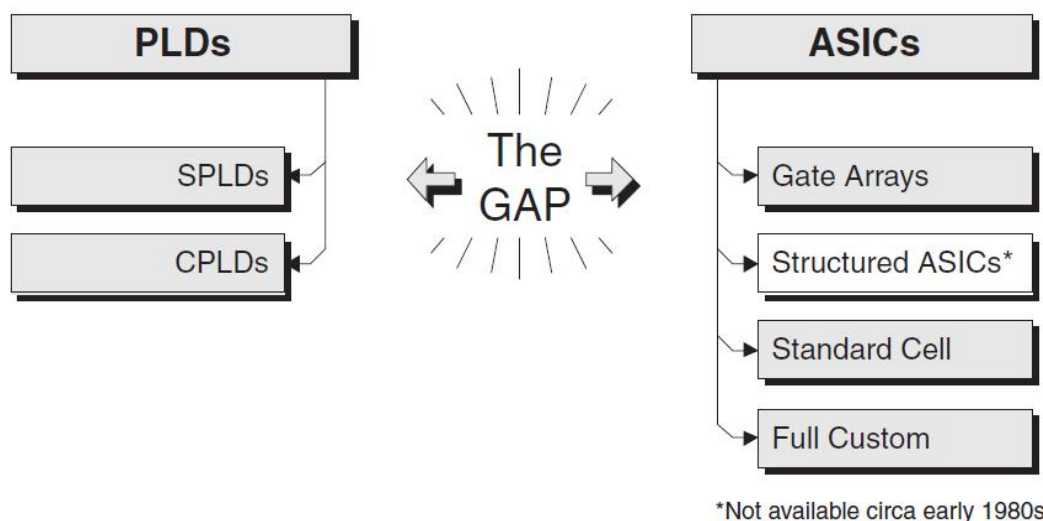 PLDs
SPLDs
CPLDs
The
GAP
ASICs
Gate Arrays
Structured ASICs*
Standard Cell
Full Custom
*Not available circa early 1980s